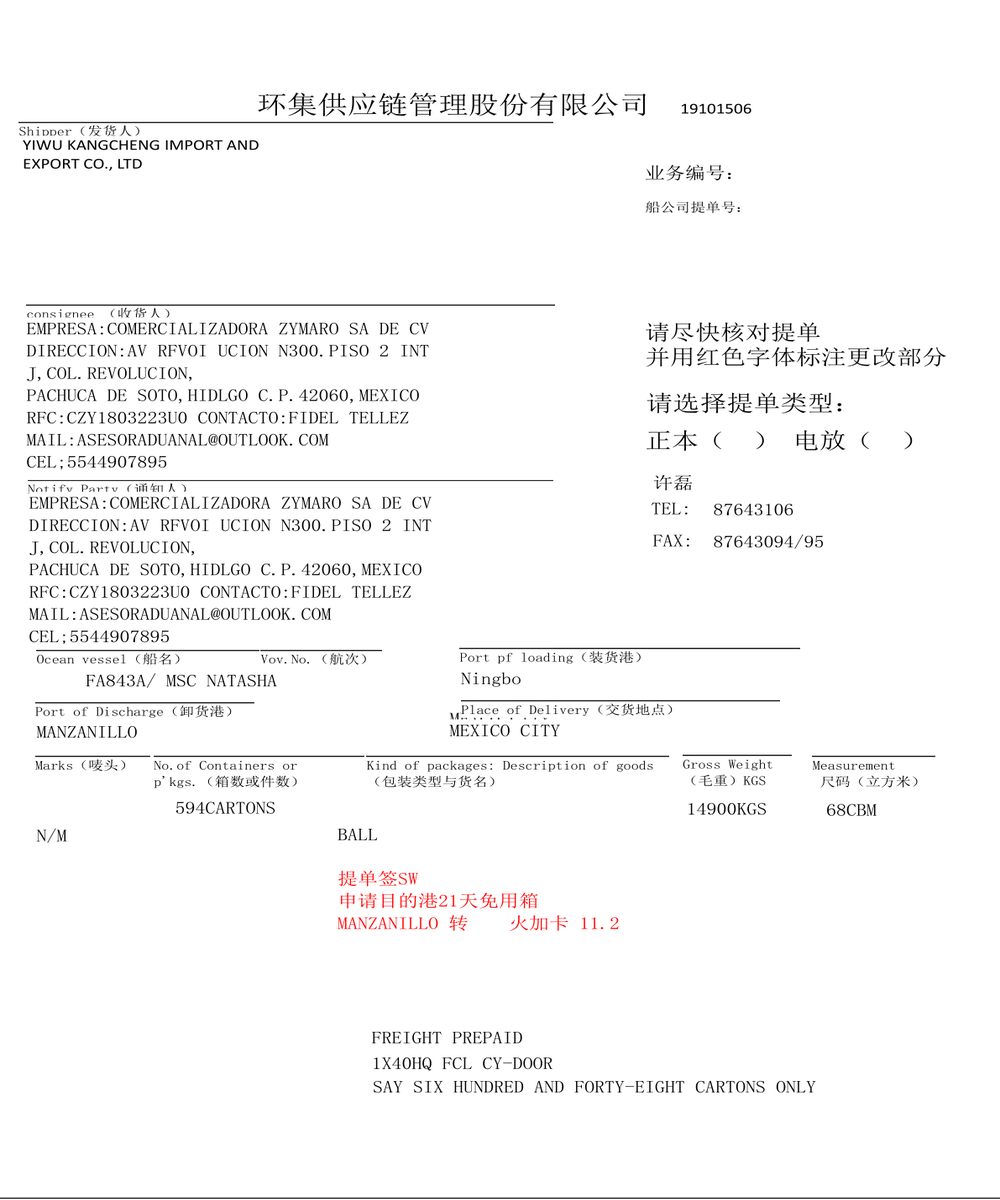 环集供应链管理股份有限公司 19101506
Shipper（发货人）
YIWU KANGCHENG IMPORT AND
EXPORT CO., LTD
业务编号：
船公司提单号：
consignee （收货人）
EMPRESA:COMERCIALIZADORA ZYMARO SA DE CV
DIRECCION:AV RFVOI UCION N300.PISO 2 INT
J,COL.REVOLUCION,
PACHUCA DE SOTO,HIDLGO C.P.42060,MEXICO
RFC:CZY1803223U0 CONTACTO:FIDEL TELLEZ
MAIL:ASESORADUANAL@OUTLOOK.COM
CEL;5544907895
请尽快核对提单
并用红色字体标注更改部分
请选择提单类型：
正本（ ） 电放（ ）
许磊
TEL: 87643106
FAX: 87643094/95
Notify Party（通知人）
EMPRESA:COMERCIALIZADORA ZYMARO SA DE CV
DIRECCION:AV RFVOI UCION N300.PISO 2 INT
J,COL.REVOLUCION,
PACHUCA DE SOTO,HIDLGO C.P.42060,MEXICO
RFC:CZY1803223U0 CONTACTO:FIDEL TELLEZ
MAIL:ASESORADUANAL@OUTLOOK.COM
CEL;5544907895
Ocean vessel（船名） Vov.No.（航次） Port pf loading（装货港）
FA843A/ MSC NATASHA Ningbo
Port of Discharge（卸货港） Place of Delivery（交货地点）
MANZANILLO MEXICO CITY
Marks（唛头） No.of Containers or Kind of packages: Description of goods Gross Weight Measurement
p'kgs.（箱数或件数） （包装类型与货名） （毛重）KGS 尺码（立方米）
594CARTONS 14900KGS 68CBM
N/M BALL
提单签SW
申请目的港21天免用箱
MANZANILLO 转 火加卡 11.2
FREIGHT PREPAID
1X40HQ FCL CY-DOOR
SAY SIX HUNDRED AND FORTY-EIGHT CARTONS ONLY